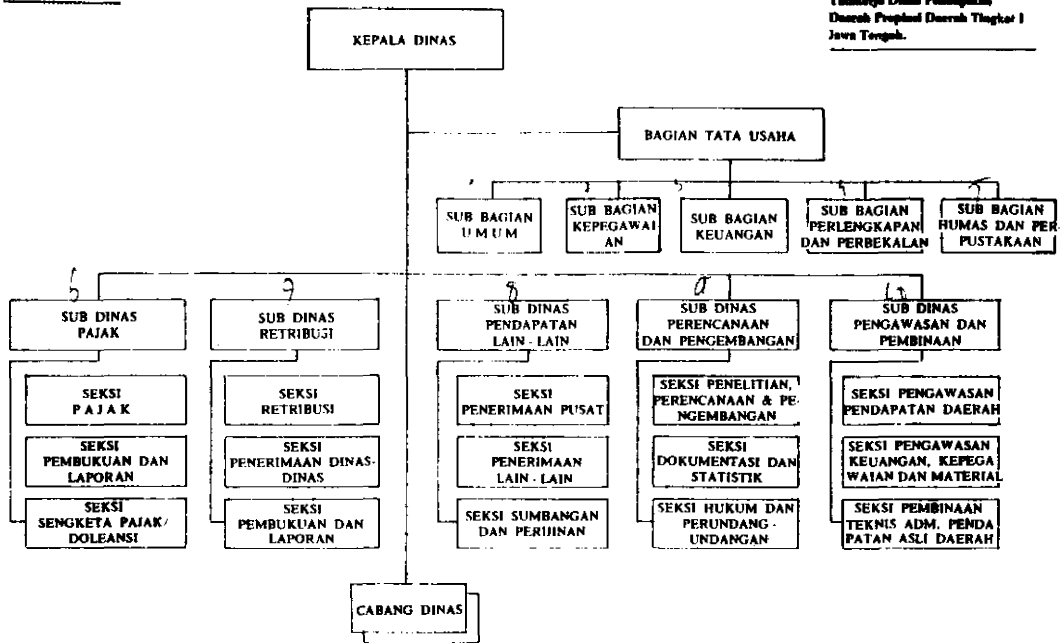 Daerah Propinsi Daerah Tingkat I
Jawa Tengah.
KEPALA DINAS
BAGIAN TATA USAHA
SUB BAGIAN
U M U M
SUB BAGIAN
KEPEGAWAI
AN
SUB BAGIAN
KEUANGAN
SUB BAGIAN
PERLENGKAPAN
DAN PERBEKALAN
SUB BAGIAN
HUMAS DAN PER
PUSTAKAAN
6
7
8
9
10
SUB DINAS
PAJAK
SUB DINAS
RETRIBUSI
SUB DINAS
PENDAPATAN
LAIN - LAIN
SUB DINAS
PERENCANAAN
DAN PENGEMBANGAN
SUB DINAS
PENGAWASAN DAN
PEMBINAAN
SEKSI
P A J A K
SEKSI
RETRIBUSI
SEKSI
PENERIMAAN PUSAT
SEKSI PENELITIAN,
PERENCANAAN & PE-
NGEMBANGAN
SEKSI PENGAWASAN
PENDAPATAN DAERAH
SEKSI
PEMBUKUAN DAN
LAPORAN
SEKSI
PENERIMAAN DINAS-
DINAS
SEKSI
PENERIMAAN
LAIN - LAIN
SEKSI
DOKUMENTASI DAN
STATISTIK
SEKSI PENGAWASAN
KEUANGAN, KEPEGA
WAIAN DAN MATERIAL
SEKSI
SENGKETA PAJAK/
DOLEANSI
SEKSI
PEMBUKUAN DAN
LAPORAN
SEKSI SUMBANGAN
DAN PERIJINAN
SEKSI HUKUM DAN
PERUNDANG -
UNDANGAN
SEKSI PEMBINAAN
TEKNIS ADM. PENDA
PATAN ASLI DAERAH
CABANG DINAS